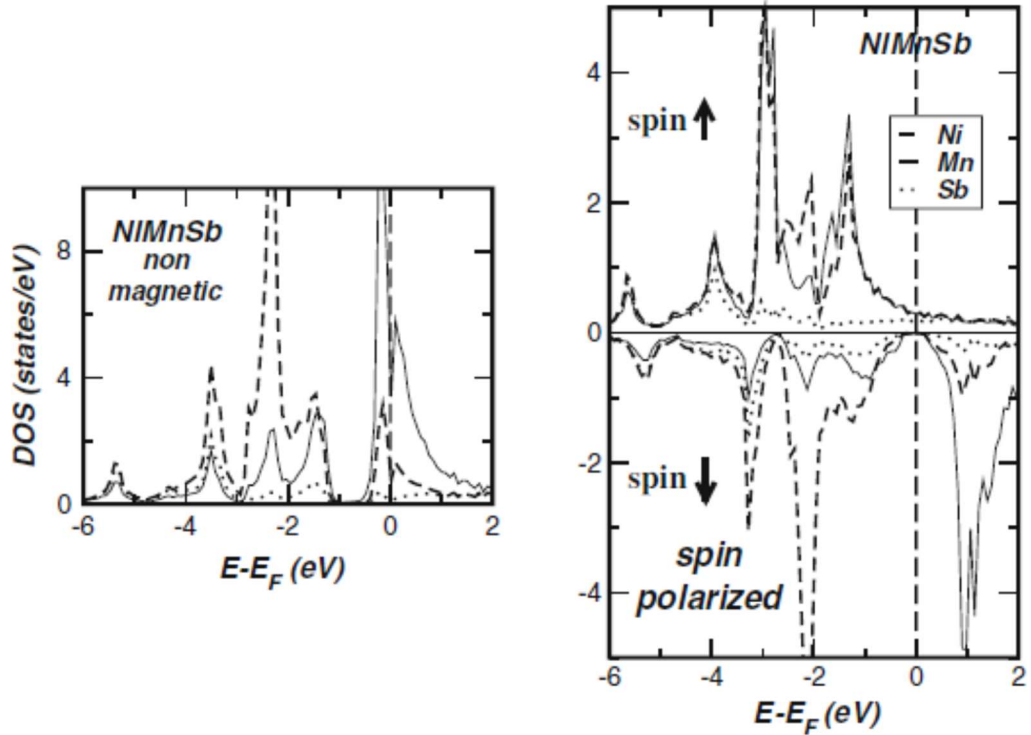 NiMnSb
non
magnetic
DOS (states/eV)
8
4
0
-6
-4
-2
0
2
E-E_F (eV)
NiMnSb
spin
Ni
Mn
Sb
4
2
0
-2
-4
spin
spin
polarized
-6
-4
-2
0
2
E-E_F (eV)